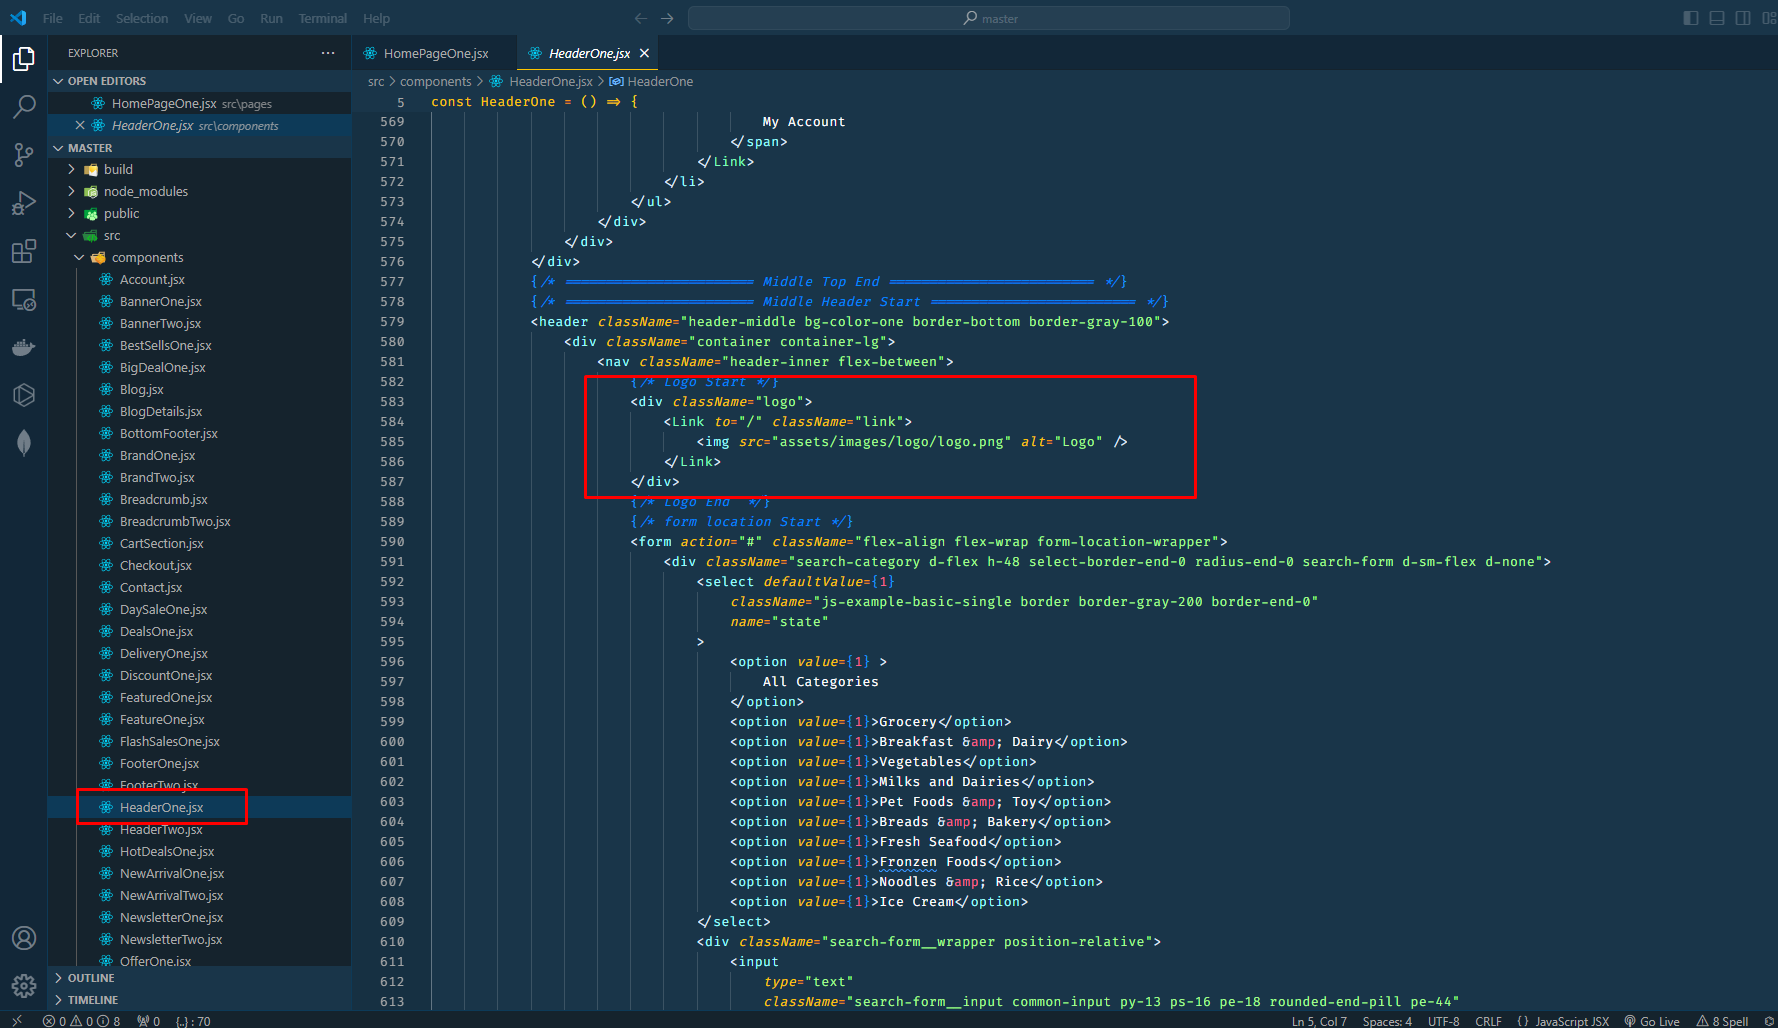 File Edit Selection View Go Run Terminal Help
master
EXPLORER
OPEN EDITORS
HomePageOne.jsx src\pages
HeaderOne.jsx src\components
MASTER
build
node_modules
public
src
components
Account.jsx
BannerOne.jsx
BannerTwo.jsx
BestSellsOne.jsx
BigDealOne.jsx
Blog.jsx
BlogDetails.jsx
BottomFooter.jsx
BrandOne.jsx
BrandTwo.jsx
Breadcrumb.jsx
BreadcrumbTwo.jsx
CartSection.jsx
Checkout.jsx
Contact.jsx
DaySaleOne.jsx
DealsOne.jsx
DeliveryOne.jsx
DiscountOne.jsx
FeaturedOne.jsx
FeatureOne.jsx
FlashSalesOne.jsx
FooterOne.jsx
FooterTwo.jsx
HeaderOne.jsx
HeaderTwo.jsx
HotDealsOne.jsx
NewArrivalOne.jsx
NewArrivalTwo.jsx
NewsletterOne.jsx
NewsletterTwo.jsx
OfferOne.jsx
OUTLINE
TIMELINE
HomePageOne.jsx HeaderOne.jsx
src > components > HeaderOne.jsx > HeaderOne
5 const HeaderOne = () => {
569 My Account
570 </span>
571 </Link>
572 </li>
573 </ul>
574 </div>
575 </div>
576 </div>
577 {/* ======================= Middle Top End ========================= */}
578 {/* ======================= Middle Header Start ========================= */}
579 <header className="header-middle bg-color-one border-bottom border-gray-100">
580 <div className="container container-lg">
581 <nav className="header-inner flex-between">
582 {/* Logo Start */}
583 <div className="logo">
584 <Link to="/" className="link">
585 <img src="assets/images/logo/logo.png" alt="Logo" />
586 </Link>
587 </div>
588 {/* Logo End  */}
589 {/* form location Start */}
590 <form action="#" className="flex-align flex-wrap form-location-wrapper">
591 <div className="search-category d-flex h-48 select-border-end-0 radius-end-0 search-form d-sm-flex d-none">
592 <select defaultValue={1}
593 className="js-example-basic-single border border-gray-200 border-end-0"
594 name="state"
595 >
596 <option value={1} >
597 All Categories
598 </option>
599 <option value={1}>Grocery</option>
600 <option value={1}>Breakfast &amp; Dairy</option>
601 <option value={1}>Vegetables</option>
602 <option value={1}>Milks and Dairies</option>
603 <option value={1}>Pet Foods &amp; Toy</option>
604 <option value={1}>Breads &amp; Bakery</option>
605 <option value={1}>Fresh Seafood</option>
606 <option value={1}>Fronzen Foods</option>
607 <option value={1}>Noodles &amp; Rice</option>
608 <option value={1}>Ice Cream</option>
609 </select>
610 <div className="search-form__wrapper position-relative">
611 <input
612 type="text"
613 className="search-form__input common-input py-13 ps-16 pe-18 rounded-end-pill pe-44"
0 0 8 0 {..} : 70 Ln 5, Col 7 Spaces: 4 UTF-8 CRLF {} JavaScript JSX Go Live 8 Spell